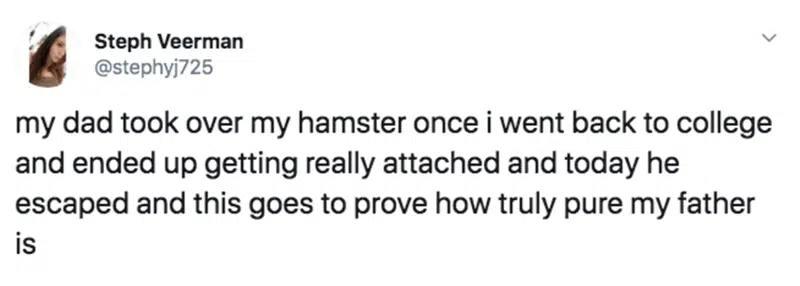 Steph Veerman
@stephyj725
my dad took over my hamster once i went back to college
and ended up getting really attached and today he
escaped and this goes to prove how truly pure my father
is